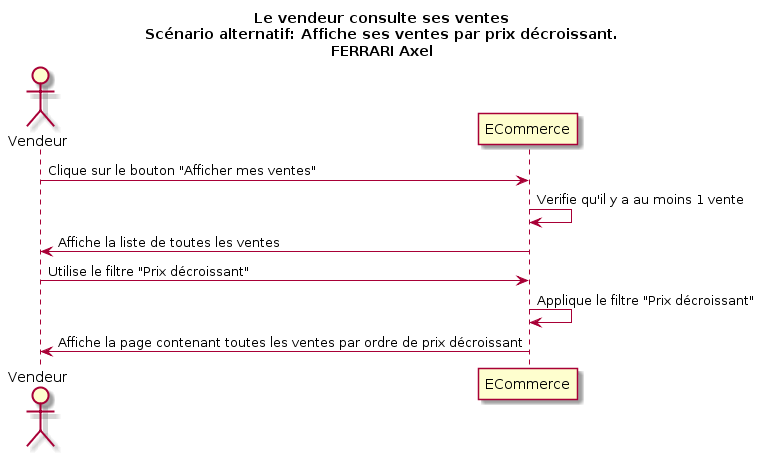 Le vendeur consulte ses ventes
Scénario alternatif: Affiche ses ventes par prix décroissant.
FERRARI Axel
Vendeur
ECommerce
Clique sur le bouton "Afficher mes ventes"
Verifie qu'il y a au moins 1 vente
Affiche la liste de toutes les ventes
Utilise le filtre "Prix décroissant"
Applique le filtre "Prix décroissant"
Affiche la page contenant toutes les ventes par ordre de prix décroissant
Vendeur
ECommerce